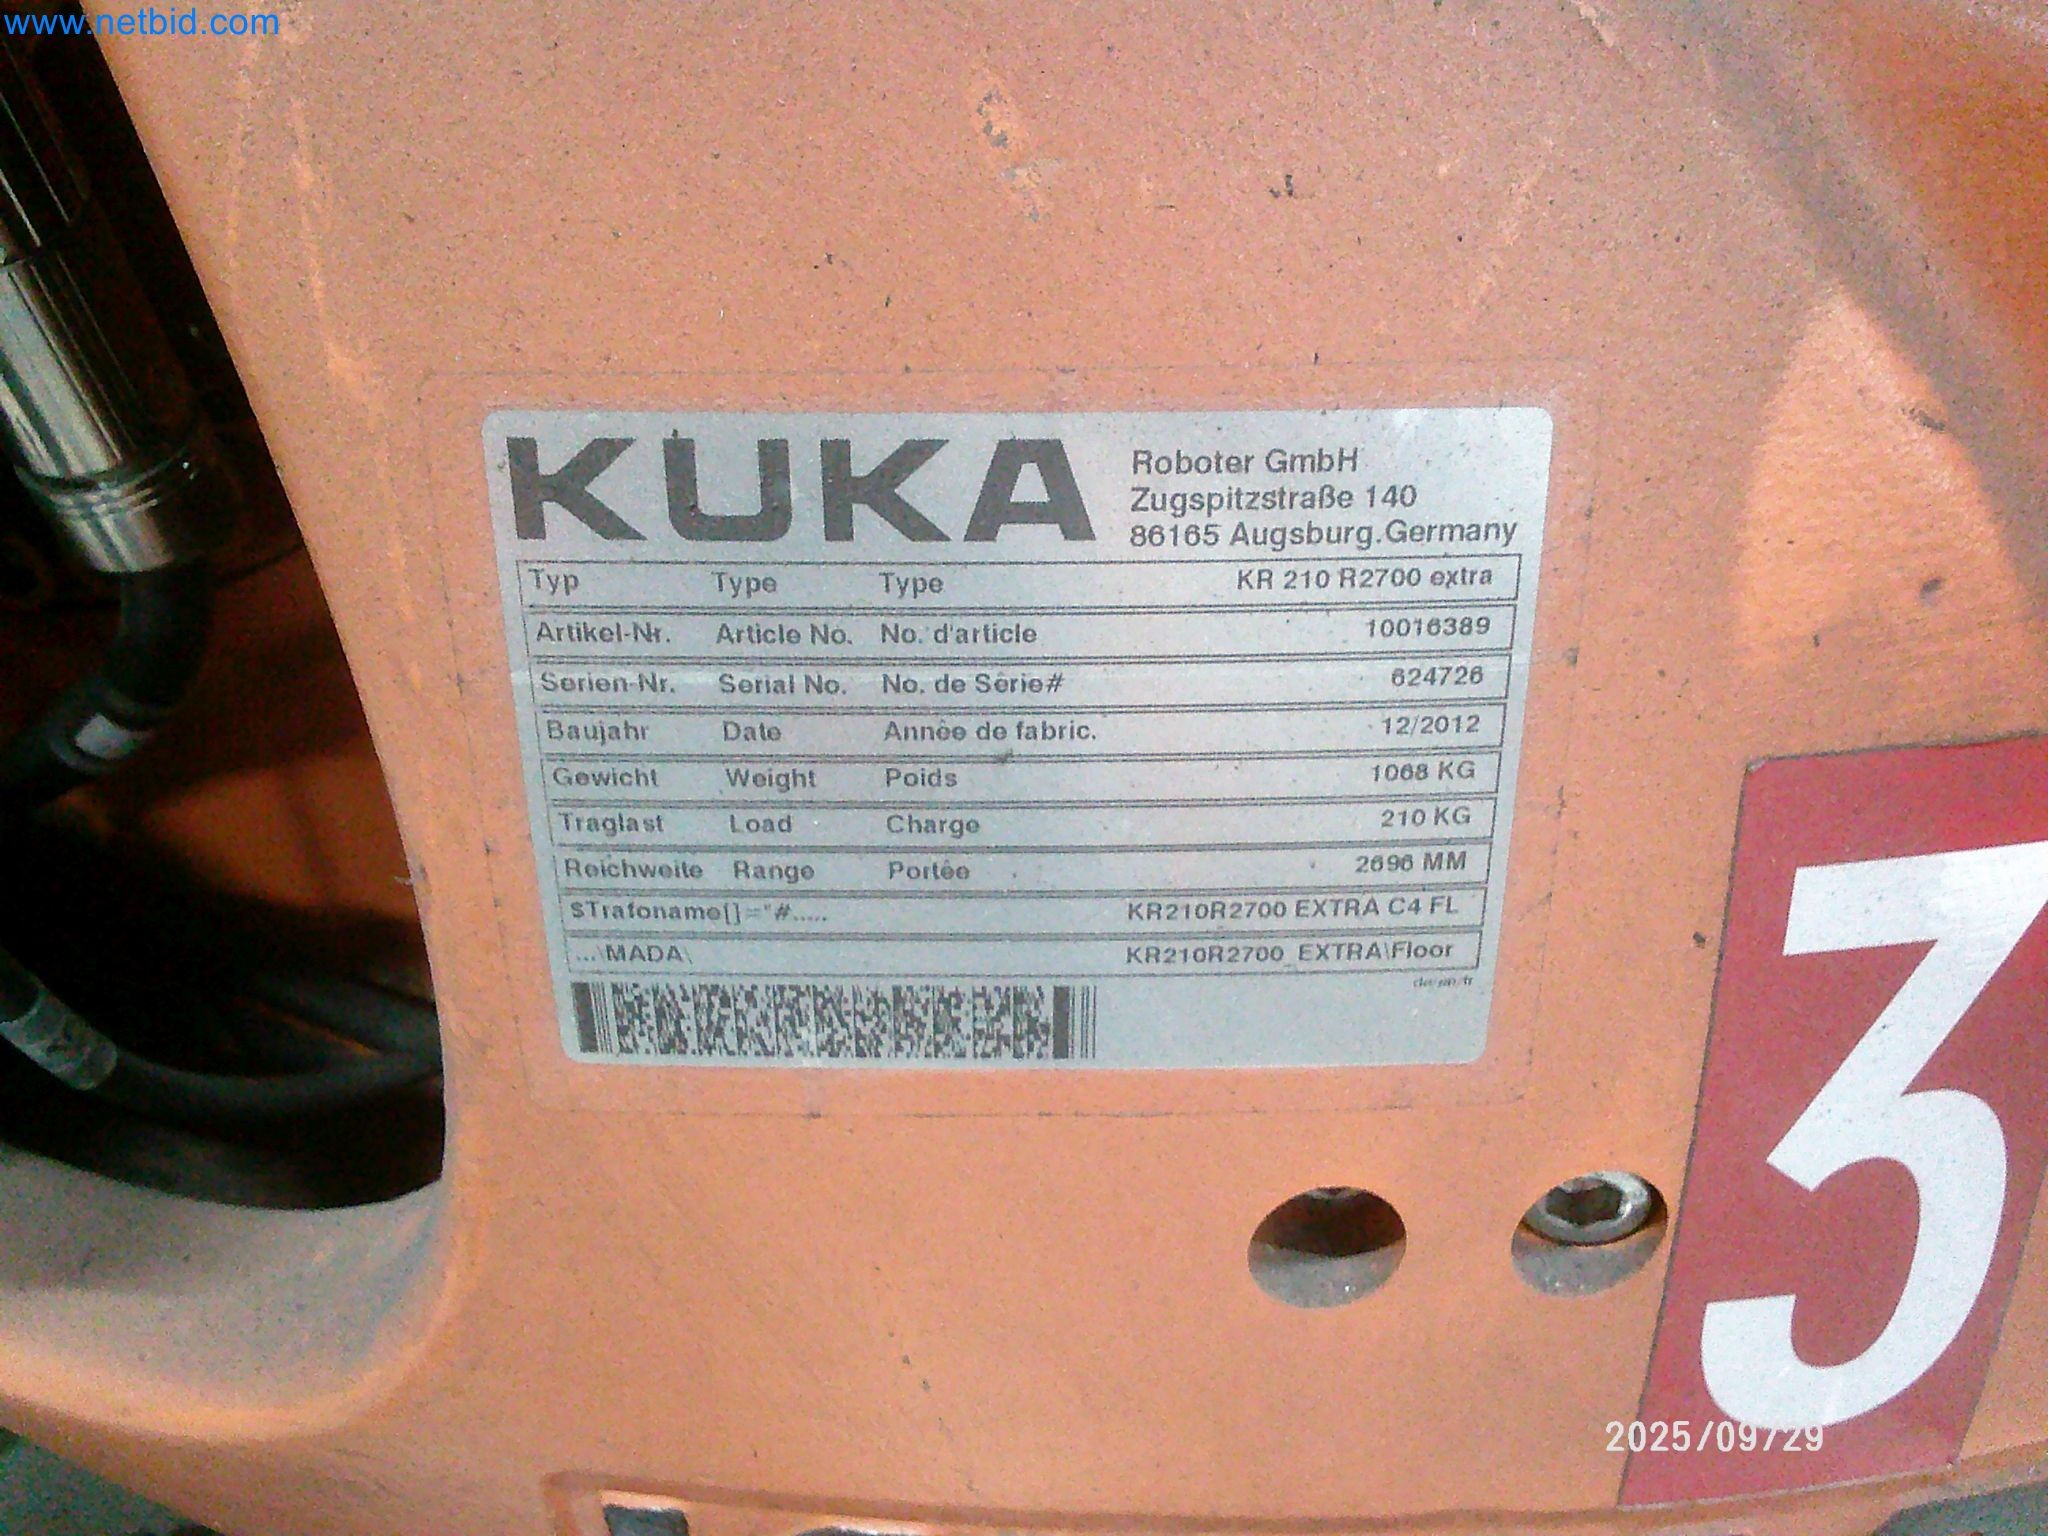 www.netbid.com
KUKA
Roboter GmbH
Zugspitzstraße 140
86165 Augsburg.Germany
Typ Type Type KR 210 R2700 extra
Artikel-Nr. Article No. No. d'article 10016389
Serien-Nr. Serial No. No. de Série# 624726
Baujahr Date Année de fabric. 12/2012
Gewicht Weight Poids 1068 KG
Traglast Load Charge 210 KG
Reichweite Range Portée 2696 MM
$Trafoname[]="#..... KR210R2700 EXTRA C4 FL
...\MADA\ KR210R2700_EXTRA\Floor
de/en/fr
3
2025/09/29